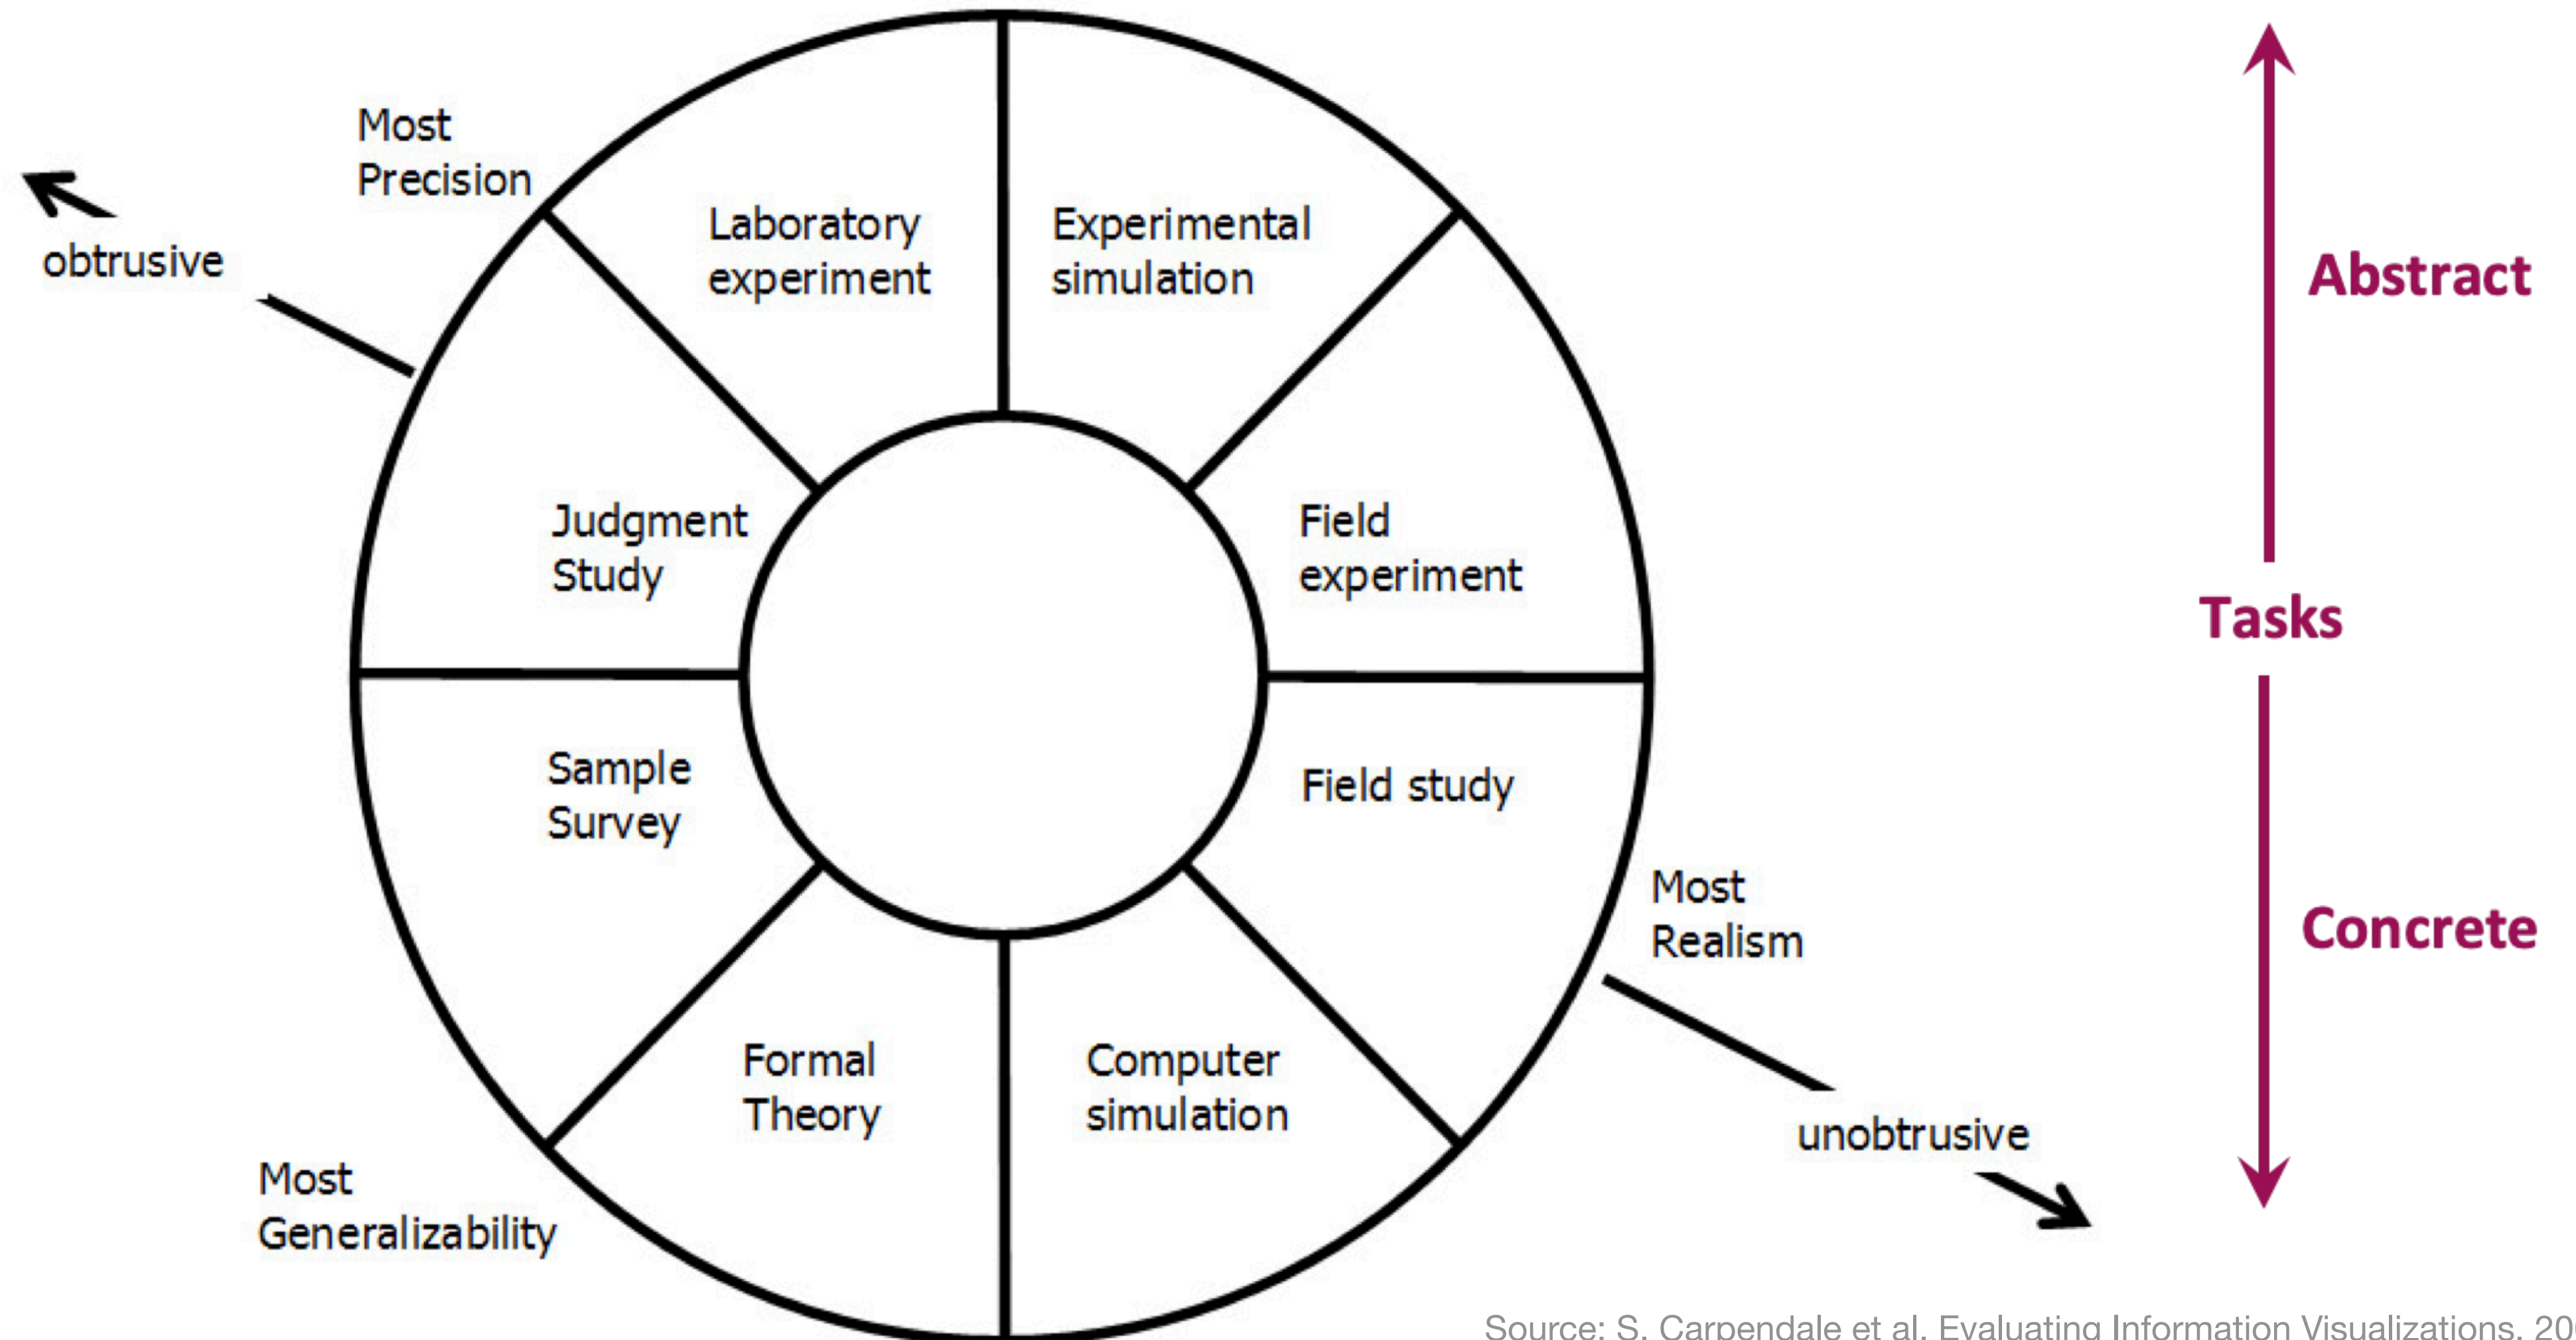 Most
Precision
obtrusive
Laboratory
experiment
Experimental
simulation
Abstract
Judgment
Study
Field
experiment
Tasks
Sample
Survey
Field study
Most
Realism
Concrete
Formal
Theory
Computer
simulation
unobtrusive
Most
Generalizability
Source: S. Carpendale et al. Evaluating Information Visualizations. 20